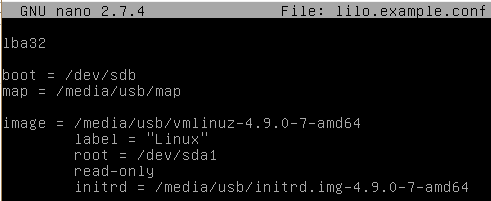 GNU nano 2.7.4 File: lilo.example.conf
lba32
boot = /dev/sdb
map = /media/usb/map
image = /media/usb/vmlinuz-4.9.0-7-amd64
label = "Linux"
root = /dev/sda1
read-only
initrd = /media/usb/initrd.img-4.9.0-7-amd64